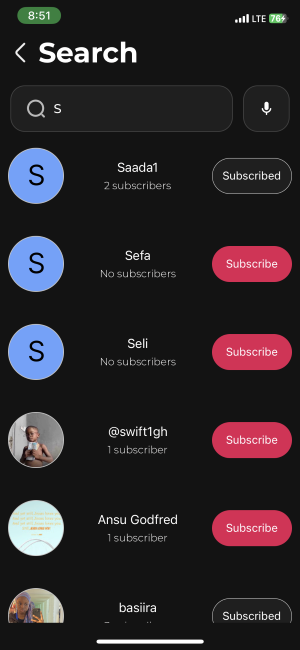 8:51
LTE 76
Search
S
S
Saada1
2 subscribers
Subscribed
S
Sefa
No subscribers
Subscribe
S
Seli
No subscribers
Subscribe
@swift1gh
1 subscriber
Subscribe
Ansu Godfred
1 subscriber
Subscribe
basiira
Subscribed